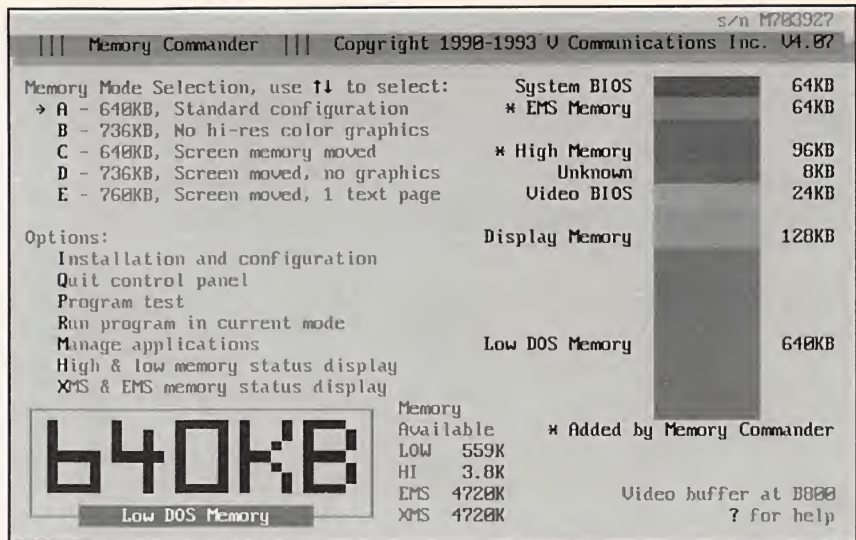 s/n M703927
||| Memory Commander ||| Copyright 1990-1993 V Communications Inc. V4.07
Memory Mode Selection, use ↑↓ to select:
→ A - 640KB, Standard configuration
B - 736KB, No hi-res color graphics
C - 640KB, Screen memory moved
D - 736KB, Screen moved, no graphics
E - 760KB, Screen moved, 1 text page
Options:
Installation and configuration
Quit control panel
Program test
Run program in current mode
Manage applications
High & low memory status display
XMS & EMS memory status display
System BIOS 64KB
* EMS Memory 64KB
* High Memory 96KB
Unknown 8KB
Video BIOS 24KB
Display Memory 128KB
Low DOS Memory 640KB
* Added by Memory Commander
640KB
Low DOS Memory
Memory
Available
LOW 559K
HI 3.8K
EMS 4720K
XMS 4720K
Video buffer at B800
? for help